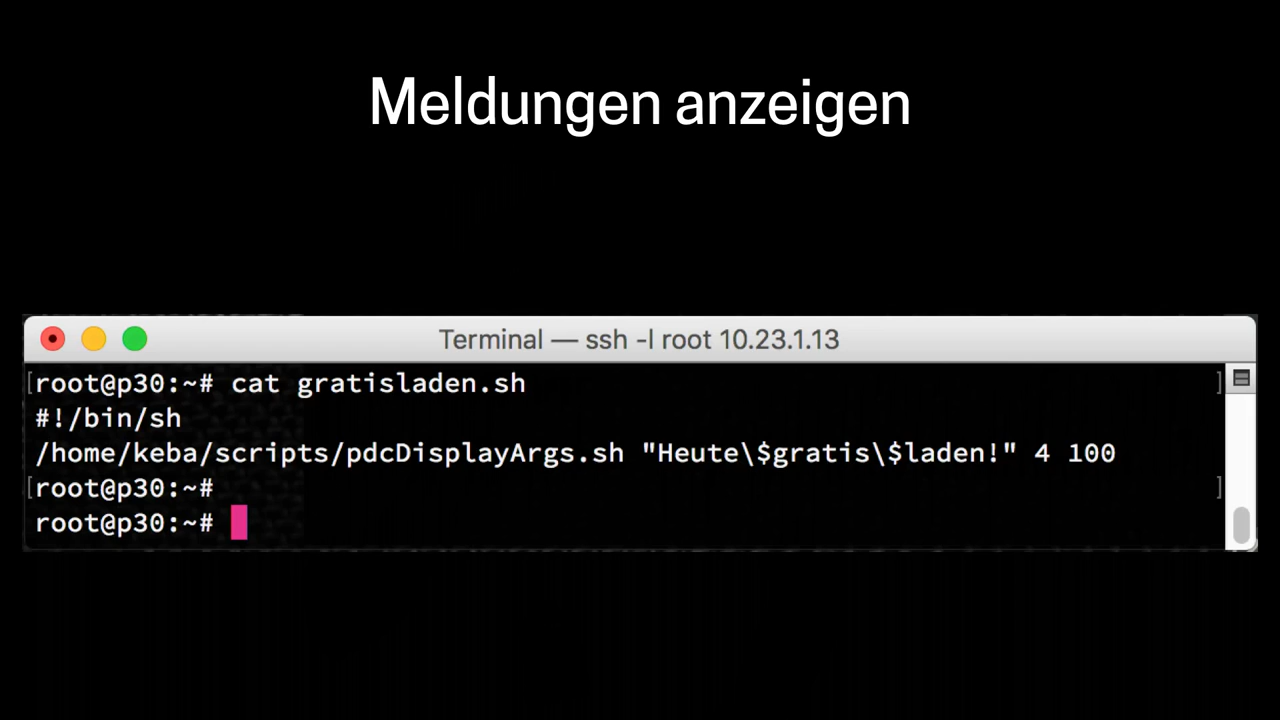 Meldungen anzeigen
Terminal — ssh -l root 10.23.1.13
[root@p30:~# cat gratisladen.sh ]
#!/bin/sh
/home/keba/scripts/pdcDisplayArgs.sh "Heute\$gratis\$laden!" 4 100
[root@p30:~# ]
root@p30:~#